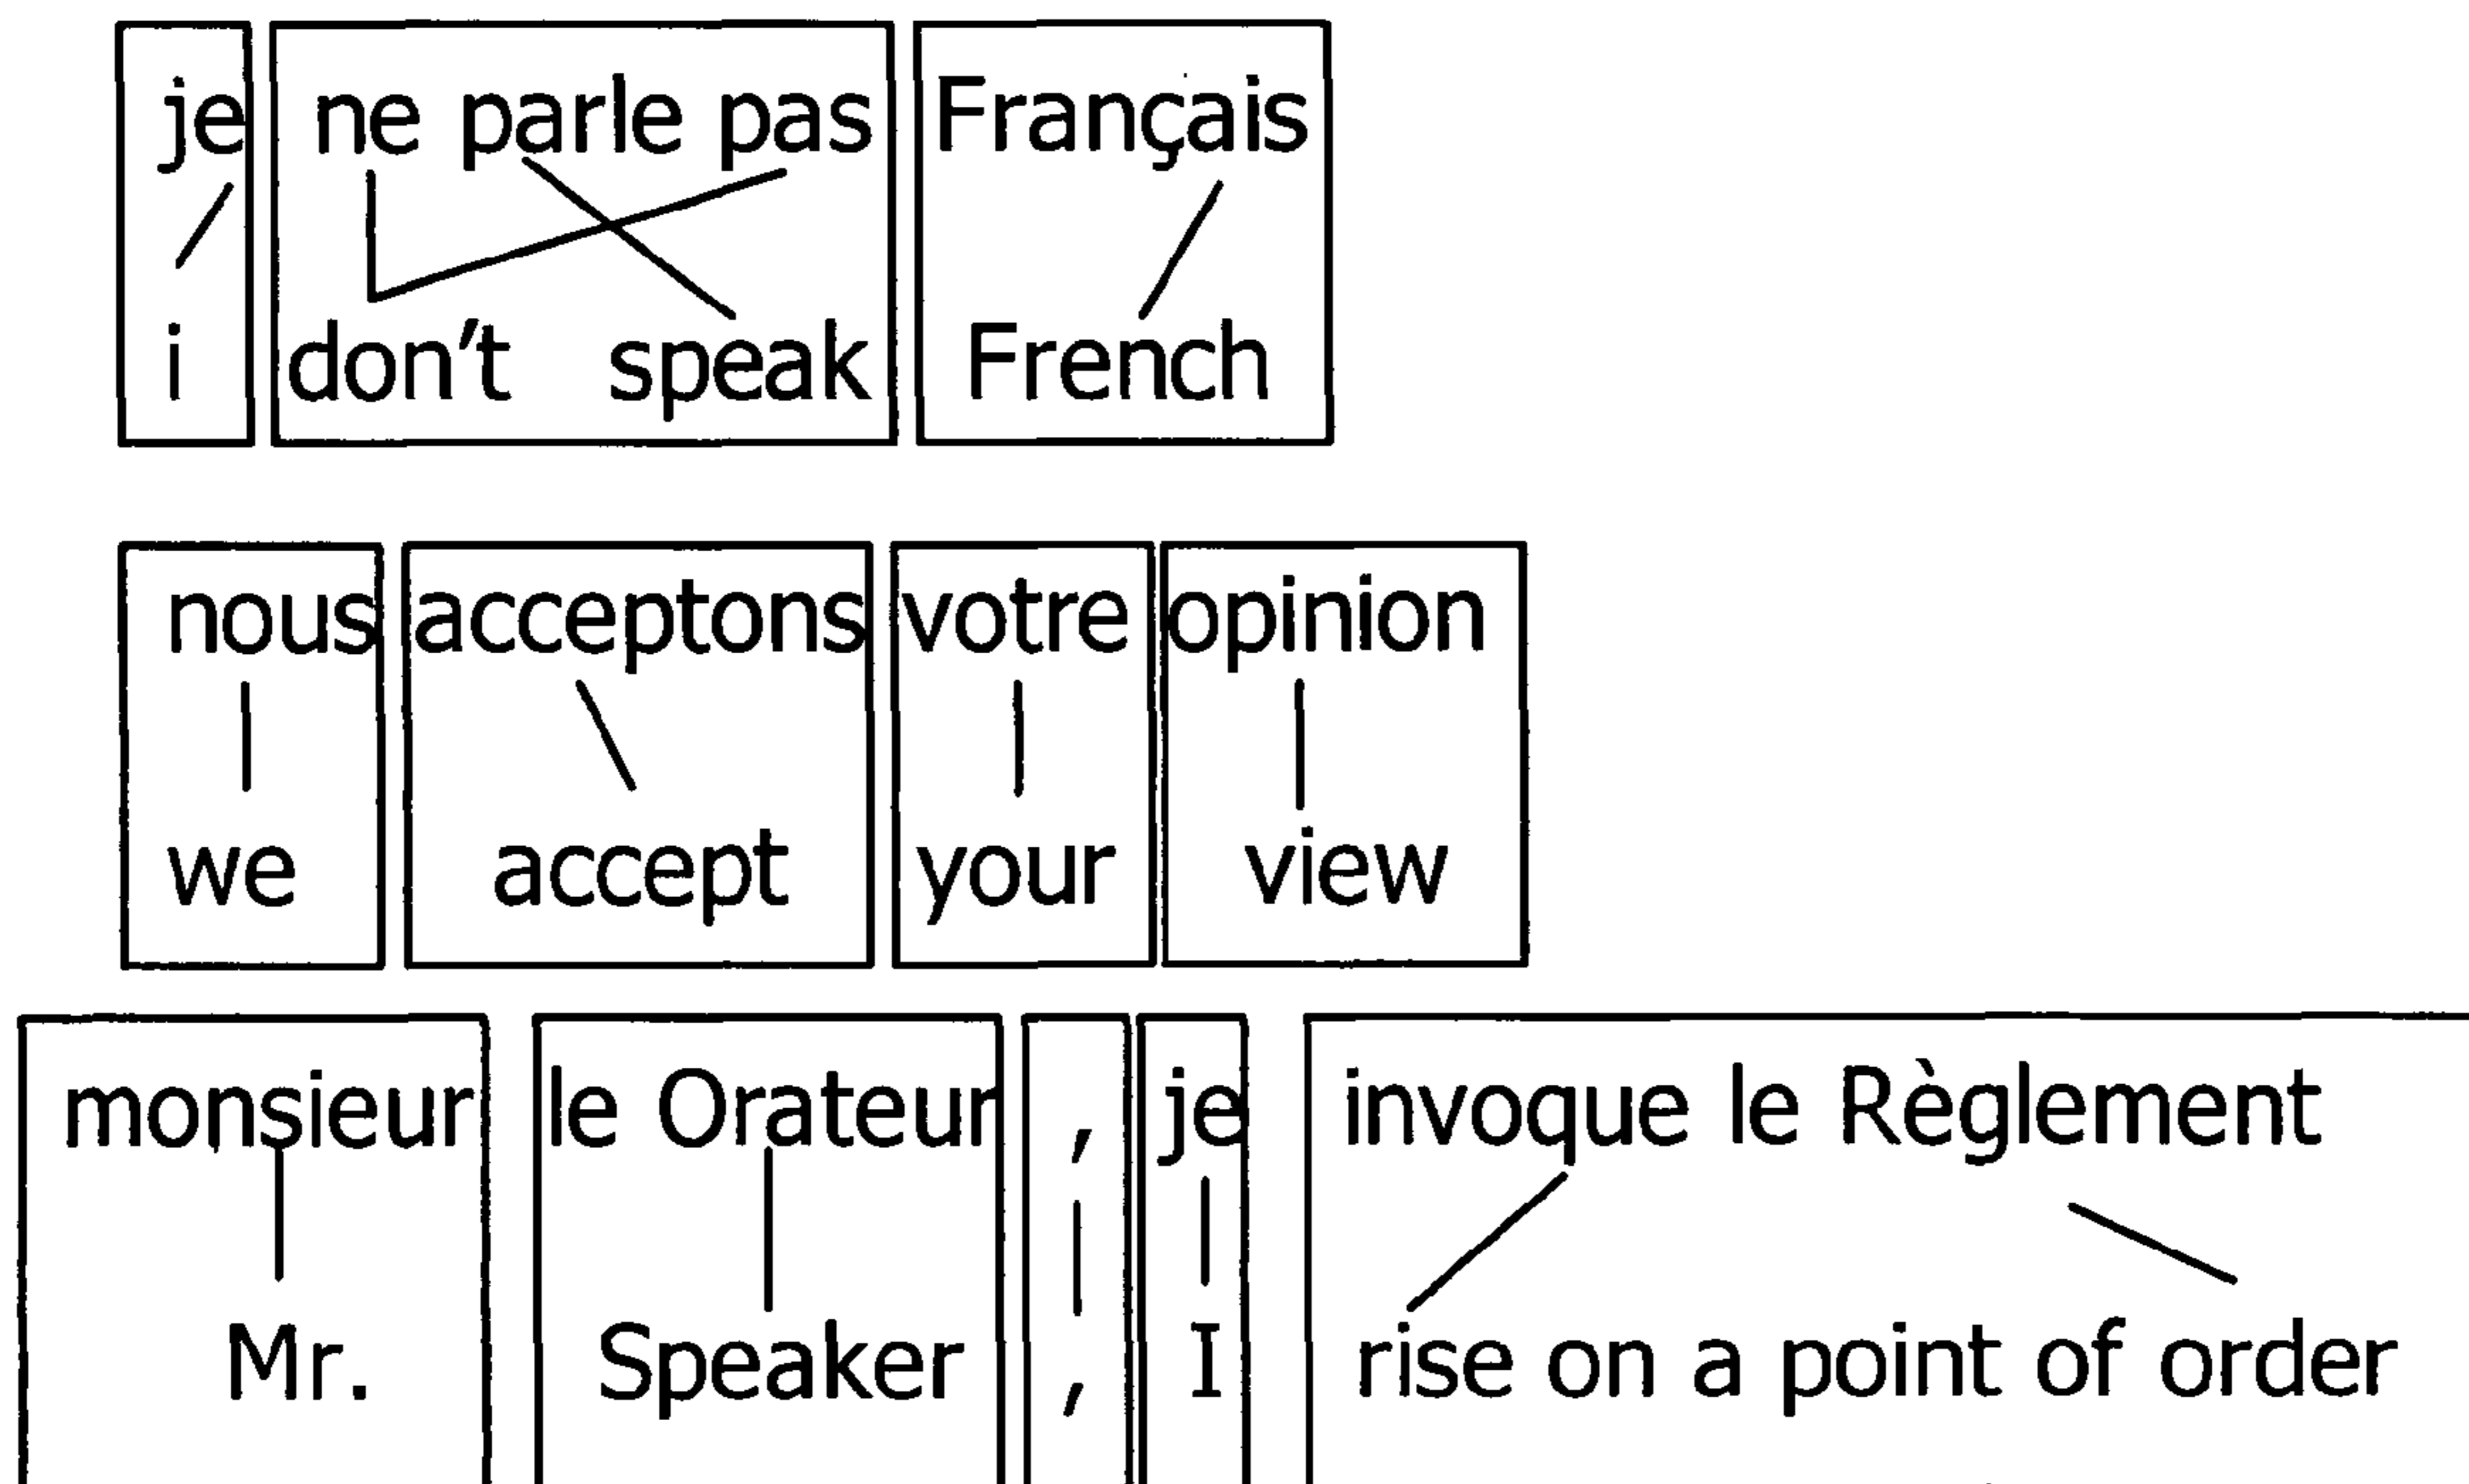 je ne parle pas Français
i don't speak French
nous acceptons votre opinion
we accept your view
monsieur le Orateur , je invoque le Règlement
Mr. Speaker , I rise on a point of order